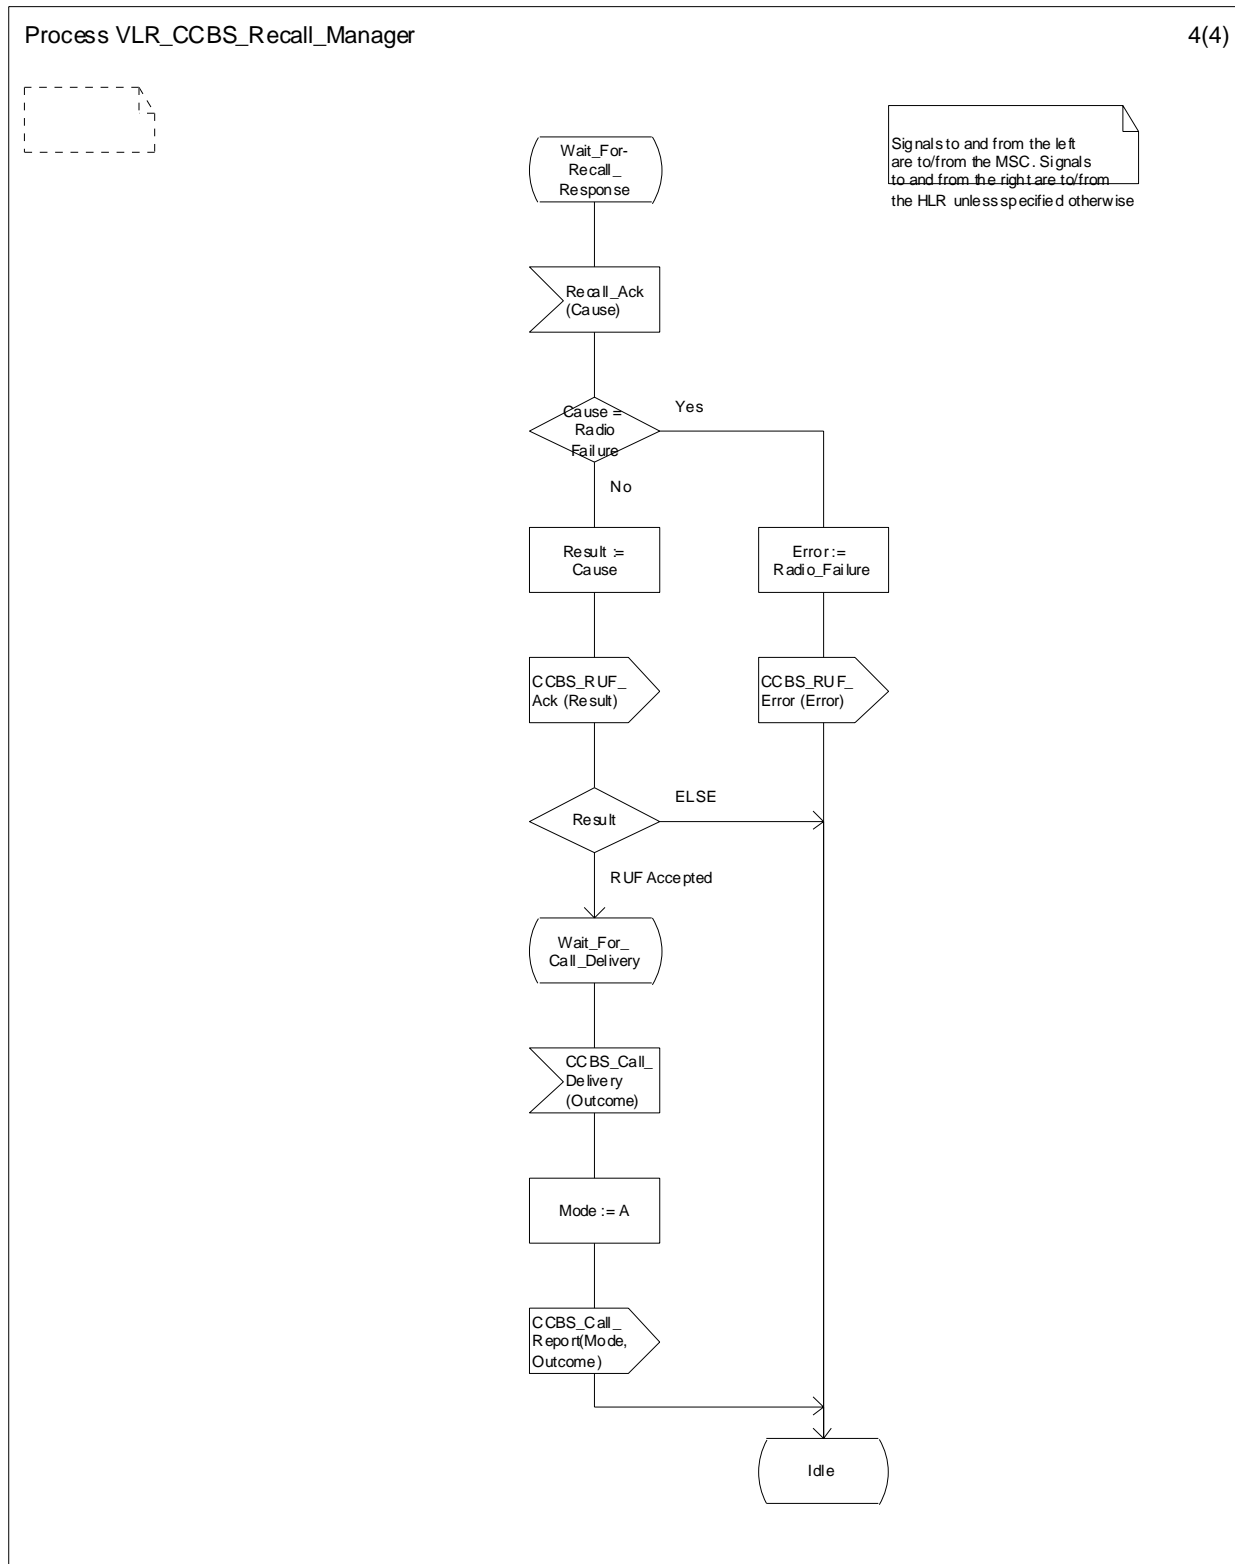 Process VLR_CCBS_Recall_Manager
4(4)
Signals to and from the left
are to/from the MSC. Signals
to and from the right are to/from
the HLR unless specified otherwise
Wait_For-
Recall_
Response
Recall_Ack
(Cause)
Cause =
Radio
Failure
Yes
No
Result :=
Cause
Error :=
Radio_Failure
CCBS_RUF_
Ack (Result)
CCBS_RUF_
Error (Error)
Result
ELSE
RUF Accepted
Wait_For_
Call_Delivery
CCBS_Call_
Delivery
(Outcome)
Mode := A
CCBS_Call_
Report(Mode,
Outcome)
Idle